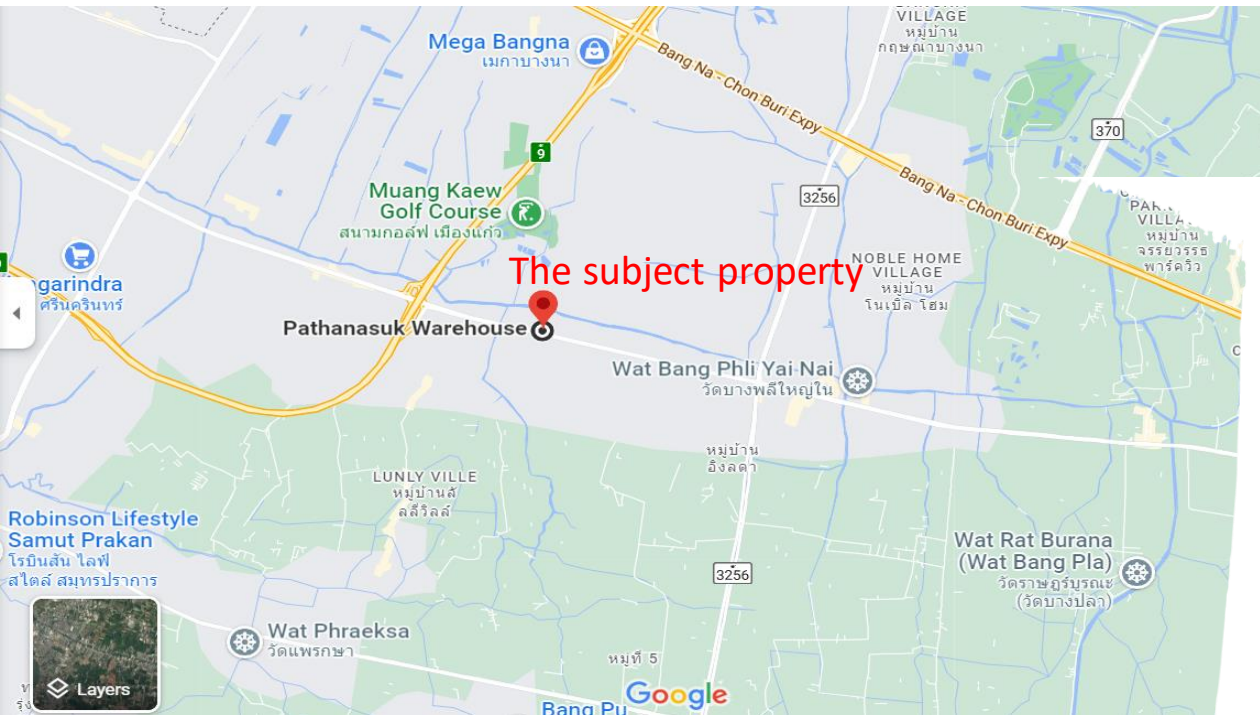 VILLAGE
หมู่บ้าน
กฤษณาบางนา
Mega Bangna
เมกาบางนา
Bang Na - Chon Buri Expy
370
9
Muang Kaew
Golf Course
สนามกอล์ฟ เมืองแก้ว
3256
Bang Na - Chon Buri Expy
VILLA
หมู่บ้าน
จรรยวรรธ
พาร์ควิว
garindra
ศรีนครินทร์
The subject property
NOBLE HOME
VILLAGE
หมู่บ้าน
โนเบิ้ล โฮม
Pathanasuk Warehouse
Wat Bang Phli Yai Nai
วัดบางพลีใหญ่ใน
หมู่บ้าน
อิงลดา
LUNLY VILLE
หมู่บ้านลั
ลลี่วิลล์
Robinson Lifestyle
Samut Prakan
โรบินสัน ไลฟ์
สไตล์ สมุทรปราการ
Wat Rat Burana
(Wat Bang Pla)
วัดราษฎร์บูรณะ
(วัดบางปลา)
3256
Wat Phraeksa
วัดแพรกษา
หมู่ที่ 5
Layers
Google
Bang Pu